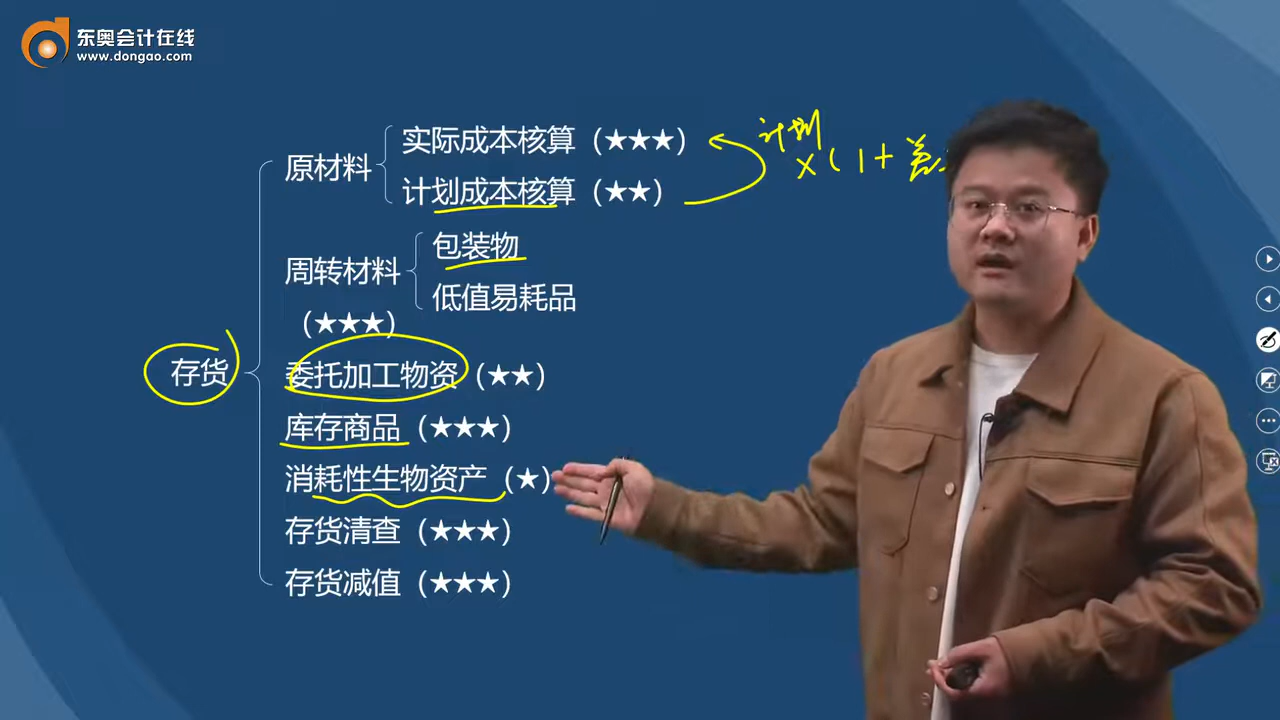 东奥会计在线
www.dongao.com
实际成本核算（★★★）
原材料
计划成本核算（★★）
计划
×(1+差
包装物
周转材料
低值易耗品
（★★★）
存货
委托加工物资（★★）
库存商品（★★★）
消耗性生物资产（★）
存货清查（★★★）
存货减值（★★★）